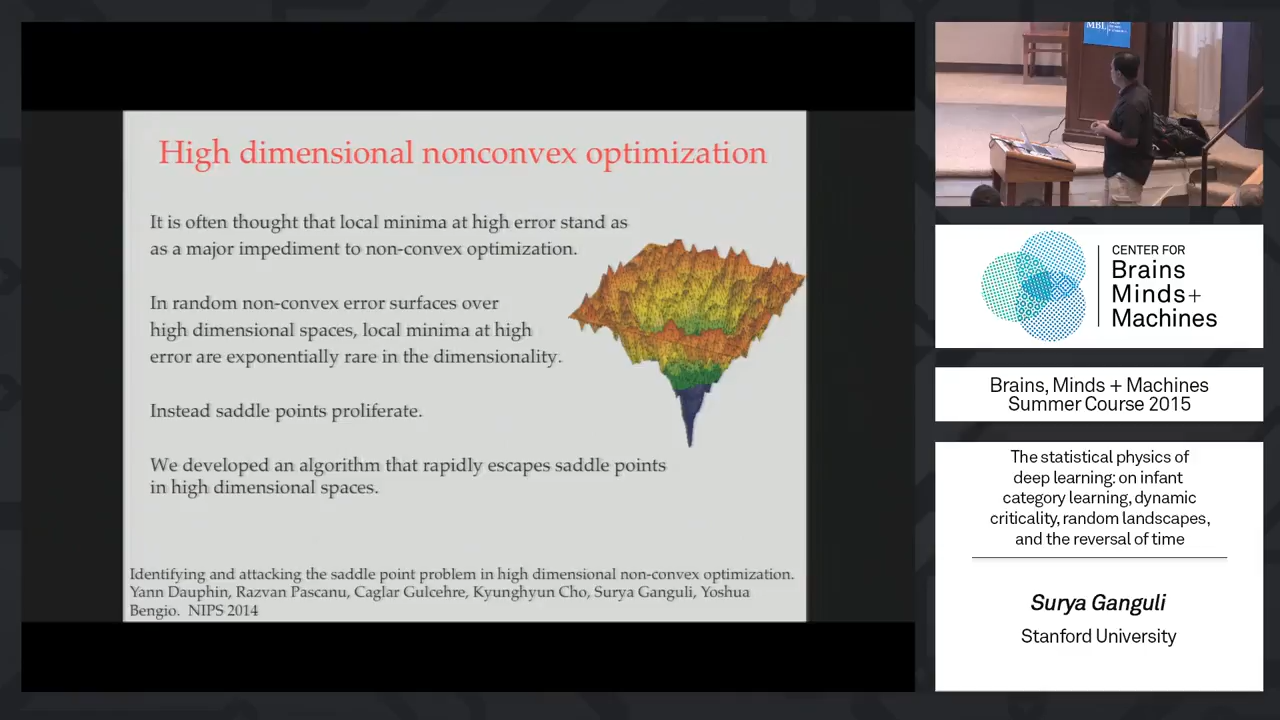 High dimensional nonconvex optimization
It is often thought that local minima at high error stand as
as a major impediment to non-convex optimization.
In random non-convex error surfaces over
high dimensional spaces, local minima at high
error are exponentially rare in the dimensionality.
Instead saddle points proliferate.
We developed an algorithm that rapidly escapes saddle points
in high dimensional spaces.
Identifying and attacking the saddle point problem in high dimensional non-convex optimization.
Yann Dauphin, Razvan Pascanu, Caglar Gulcehre, Kyunghyun Cho, Surya Ganguli, Yoshua
Bengio. NIPS 2014
MBL
CENTER FOR
Brains
Minds+
Machines
Brains, Minds + Machines
Summer Course 2015
The statistical physics of
deep learning: on infant
category learning, dynamic
criticality, random landscapes,
and the reversal of time
Surya Ganguli
Stanford University